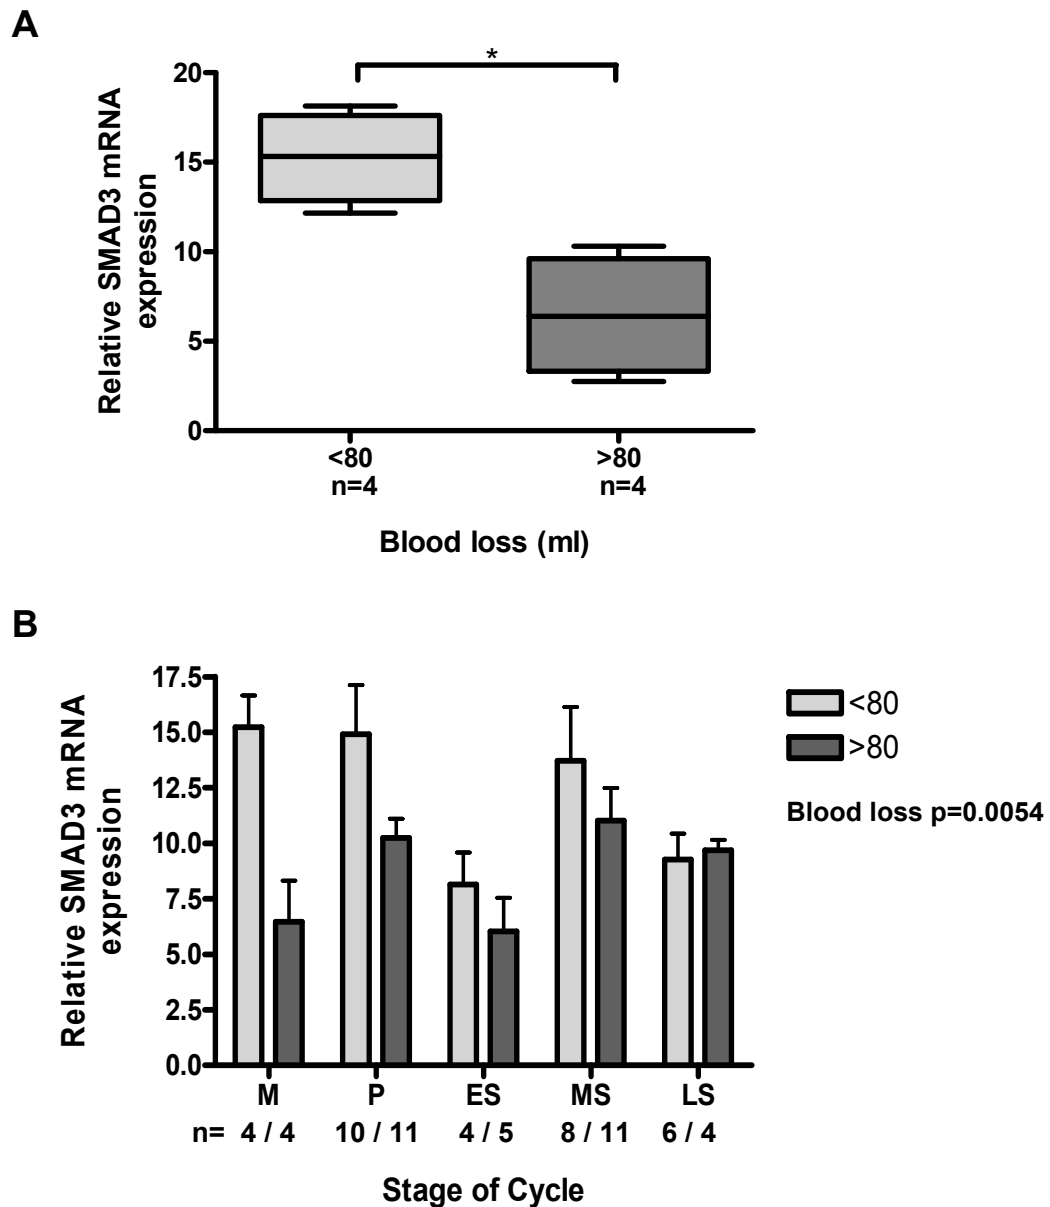 A
*
Relative SMAD3 mRNA
expression
20
15
10
5
0
<80
>80
n=4
n=4
Blood loss (ml)
B
Relative SMAD3 mRNA
expression
17.5
15.0
12.5
10.0
7.5
5.0
2.5
0.0
<80
>80
Blood loss p=0.0054
M P ES MS LS
n= 4 / 4 10 / 11 4 / 5 8 / 11 6 / 4
Stage of Cycle